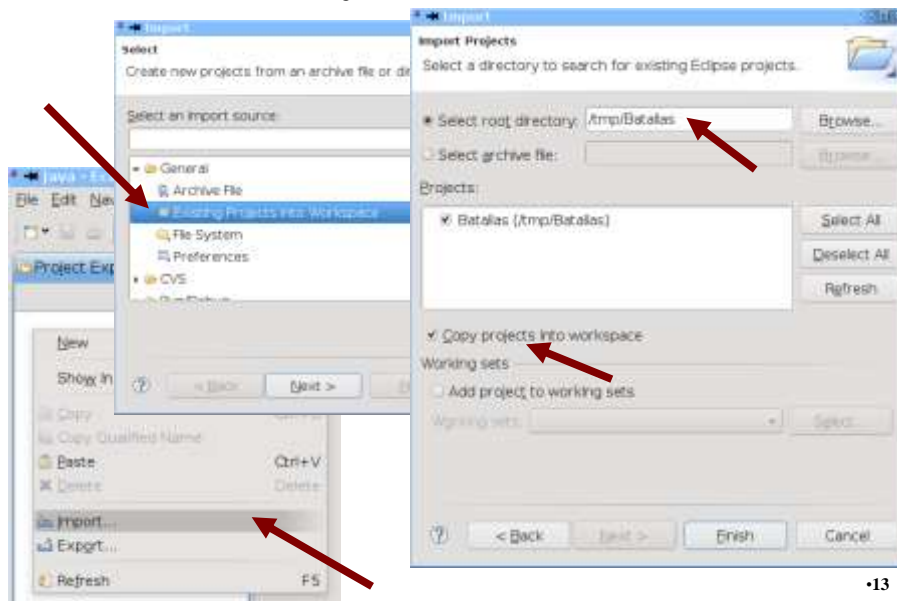 Import
Select
Create new projects from an archive file or dir
Select an import source:
General
Archive File
Existing Projects into Workspace
File System
Preferences
CVS
Run/Debug
< Back
Next >
Import
Import Projects
Select a directory to search for existing Eclipse projects.
Select root directory:
/tmp/Batallas
Browse...
Select archive file:
Browse...
Projects:
Batallas (/tmp/Batallas)
Select All
Deselect All
Refresh
Copy projects into workspace
Working sets
Add project to working sets
Working sets:
Select...
< Back
Next >
Finish
Cancel
Java - Ec
File Edit Nav
Project Exp
New
Show In
Copy
Copy Qualified Name
Paste Ctrl+V
Delete Delete
Import...
Export...
Refresh F5
•13